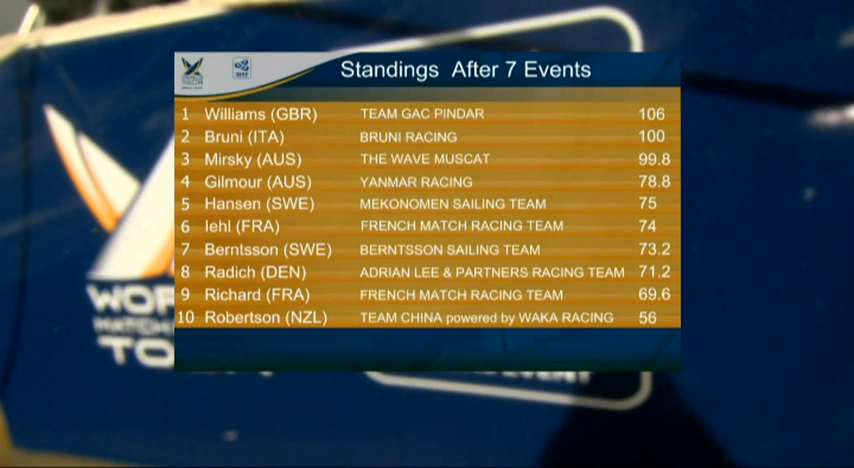 Standings After 7 Events
1 Williams (GBR) TEAM GAC PINDAR 106
2 Bruni (ITA) BRUNI RACING 100
3 Mirsky (AUS) THE WAVE MUSCAT 99.8
4 Gilmour (AUS) YANMAR RACING 78.8
5 Hansen (SWE) MEKONOMEN SAILING TEAM 75
6 Iehl (FRA) FRENCH MATCH RACING TEAM 74
7 Berntsson (SWE) BERNTSSON SAILING TEAM 73.2
8 Radich (DEN) ADRIAN LEE & PARTNERS RACING TEAM 71.2
9 Richard (FRA) FRENCH MATCH RACING TEAM 69.6
10 Robertson (NZL) TEAM CHINA powered by WAKA RACING 56
WOR
MATCH
TO
EVENT